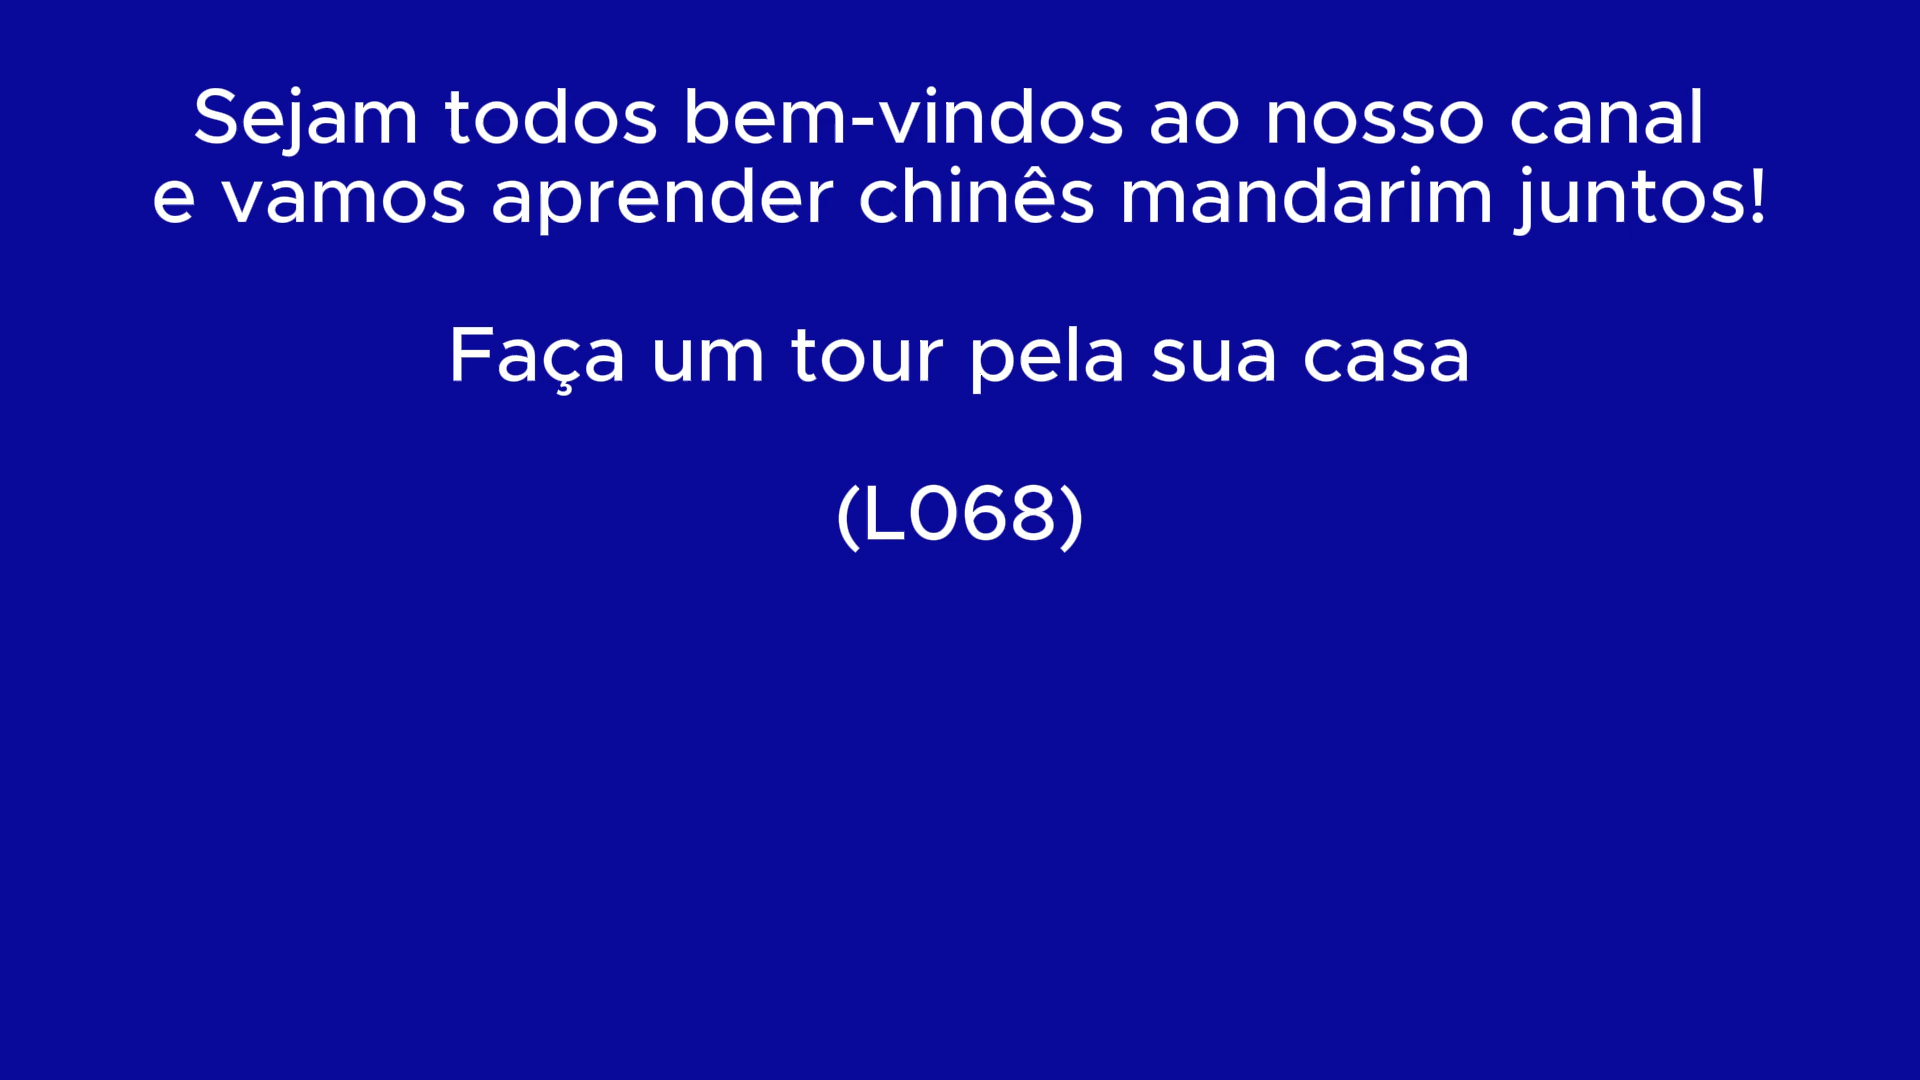 Sejam todos bem-vindos ao nosso canal
e vamos aprender chinês mandarim juntos!
Faça um tour pela sua casa
(L068)